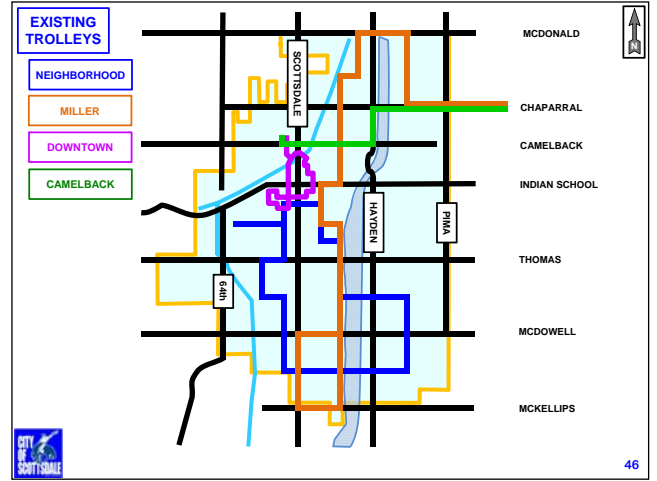 EXISTING
TROLLEYS
NEIGHBORHOOD
MILLER
DOWNTOWN
CAMELBACK
SCOTTSDALE
HAYDEN
PIMA
64th
N
MCDONALD
CHAPARRAL
CAMELBACK
INDIAN SCHOOL
THOMAS
MCDOWELL
MCKELLIPS
CITY
OF
SCOTTSDALE
46